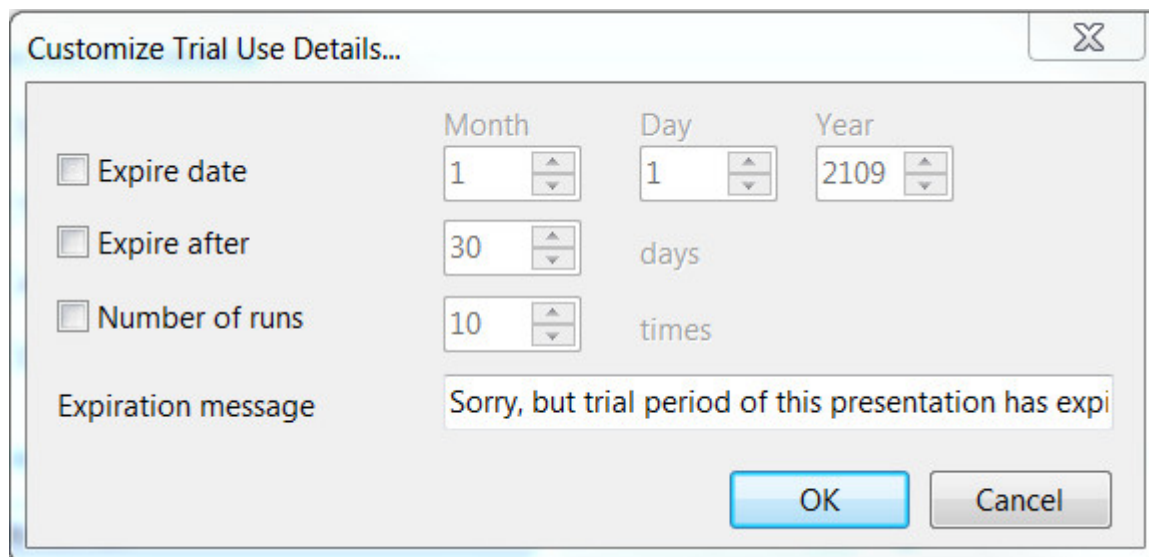 Customize Trial Use Details...
Month Day Year
Expire date 1 1 2109
Expire after 30 days
Number of runs 10 times
Expiration message Sorry, but trial period of this presentation has expi
OK Cancel